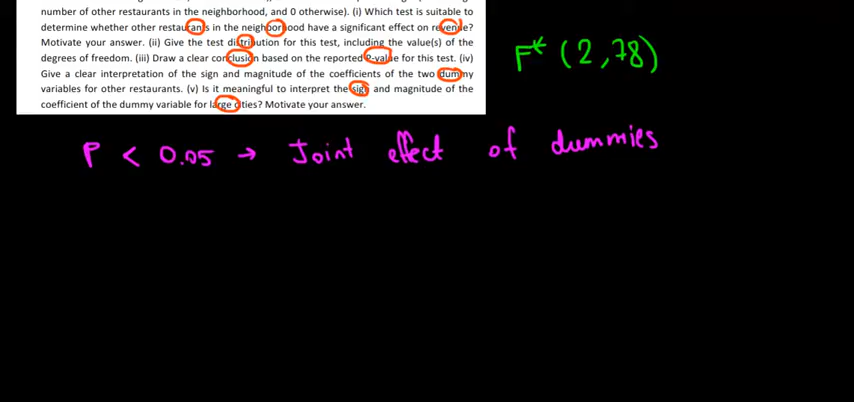 number of other restaurants in the neighborhood, and 0 otherwise). (i) Which test is suitable to
determine whether other restaurants in the neighborhood have a significant effect on revenue?
Motivate your answer. (ii) Give the test distribution for this test, including the value(s) of the
degrees of freedom. (iii) Draw a clear conclusion based on the reported P-value for this test. (iv)
Give a clear interpretation of the sign and magnitude of the coefficients of the two dummy
variables for other restaurants. (v) Is it meaningful to interpret the sign and magnitude of the
coefficient of the dummy variable for large cities? Motivate your answer.
F* (2,78)
P < 0.05 → Joint effect of dummies